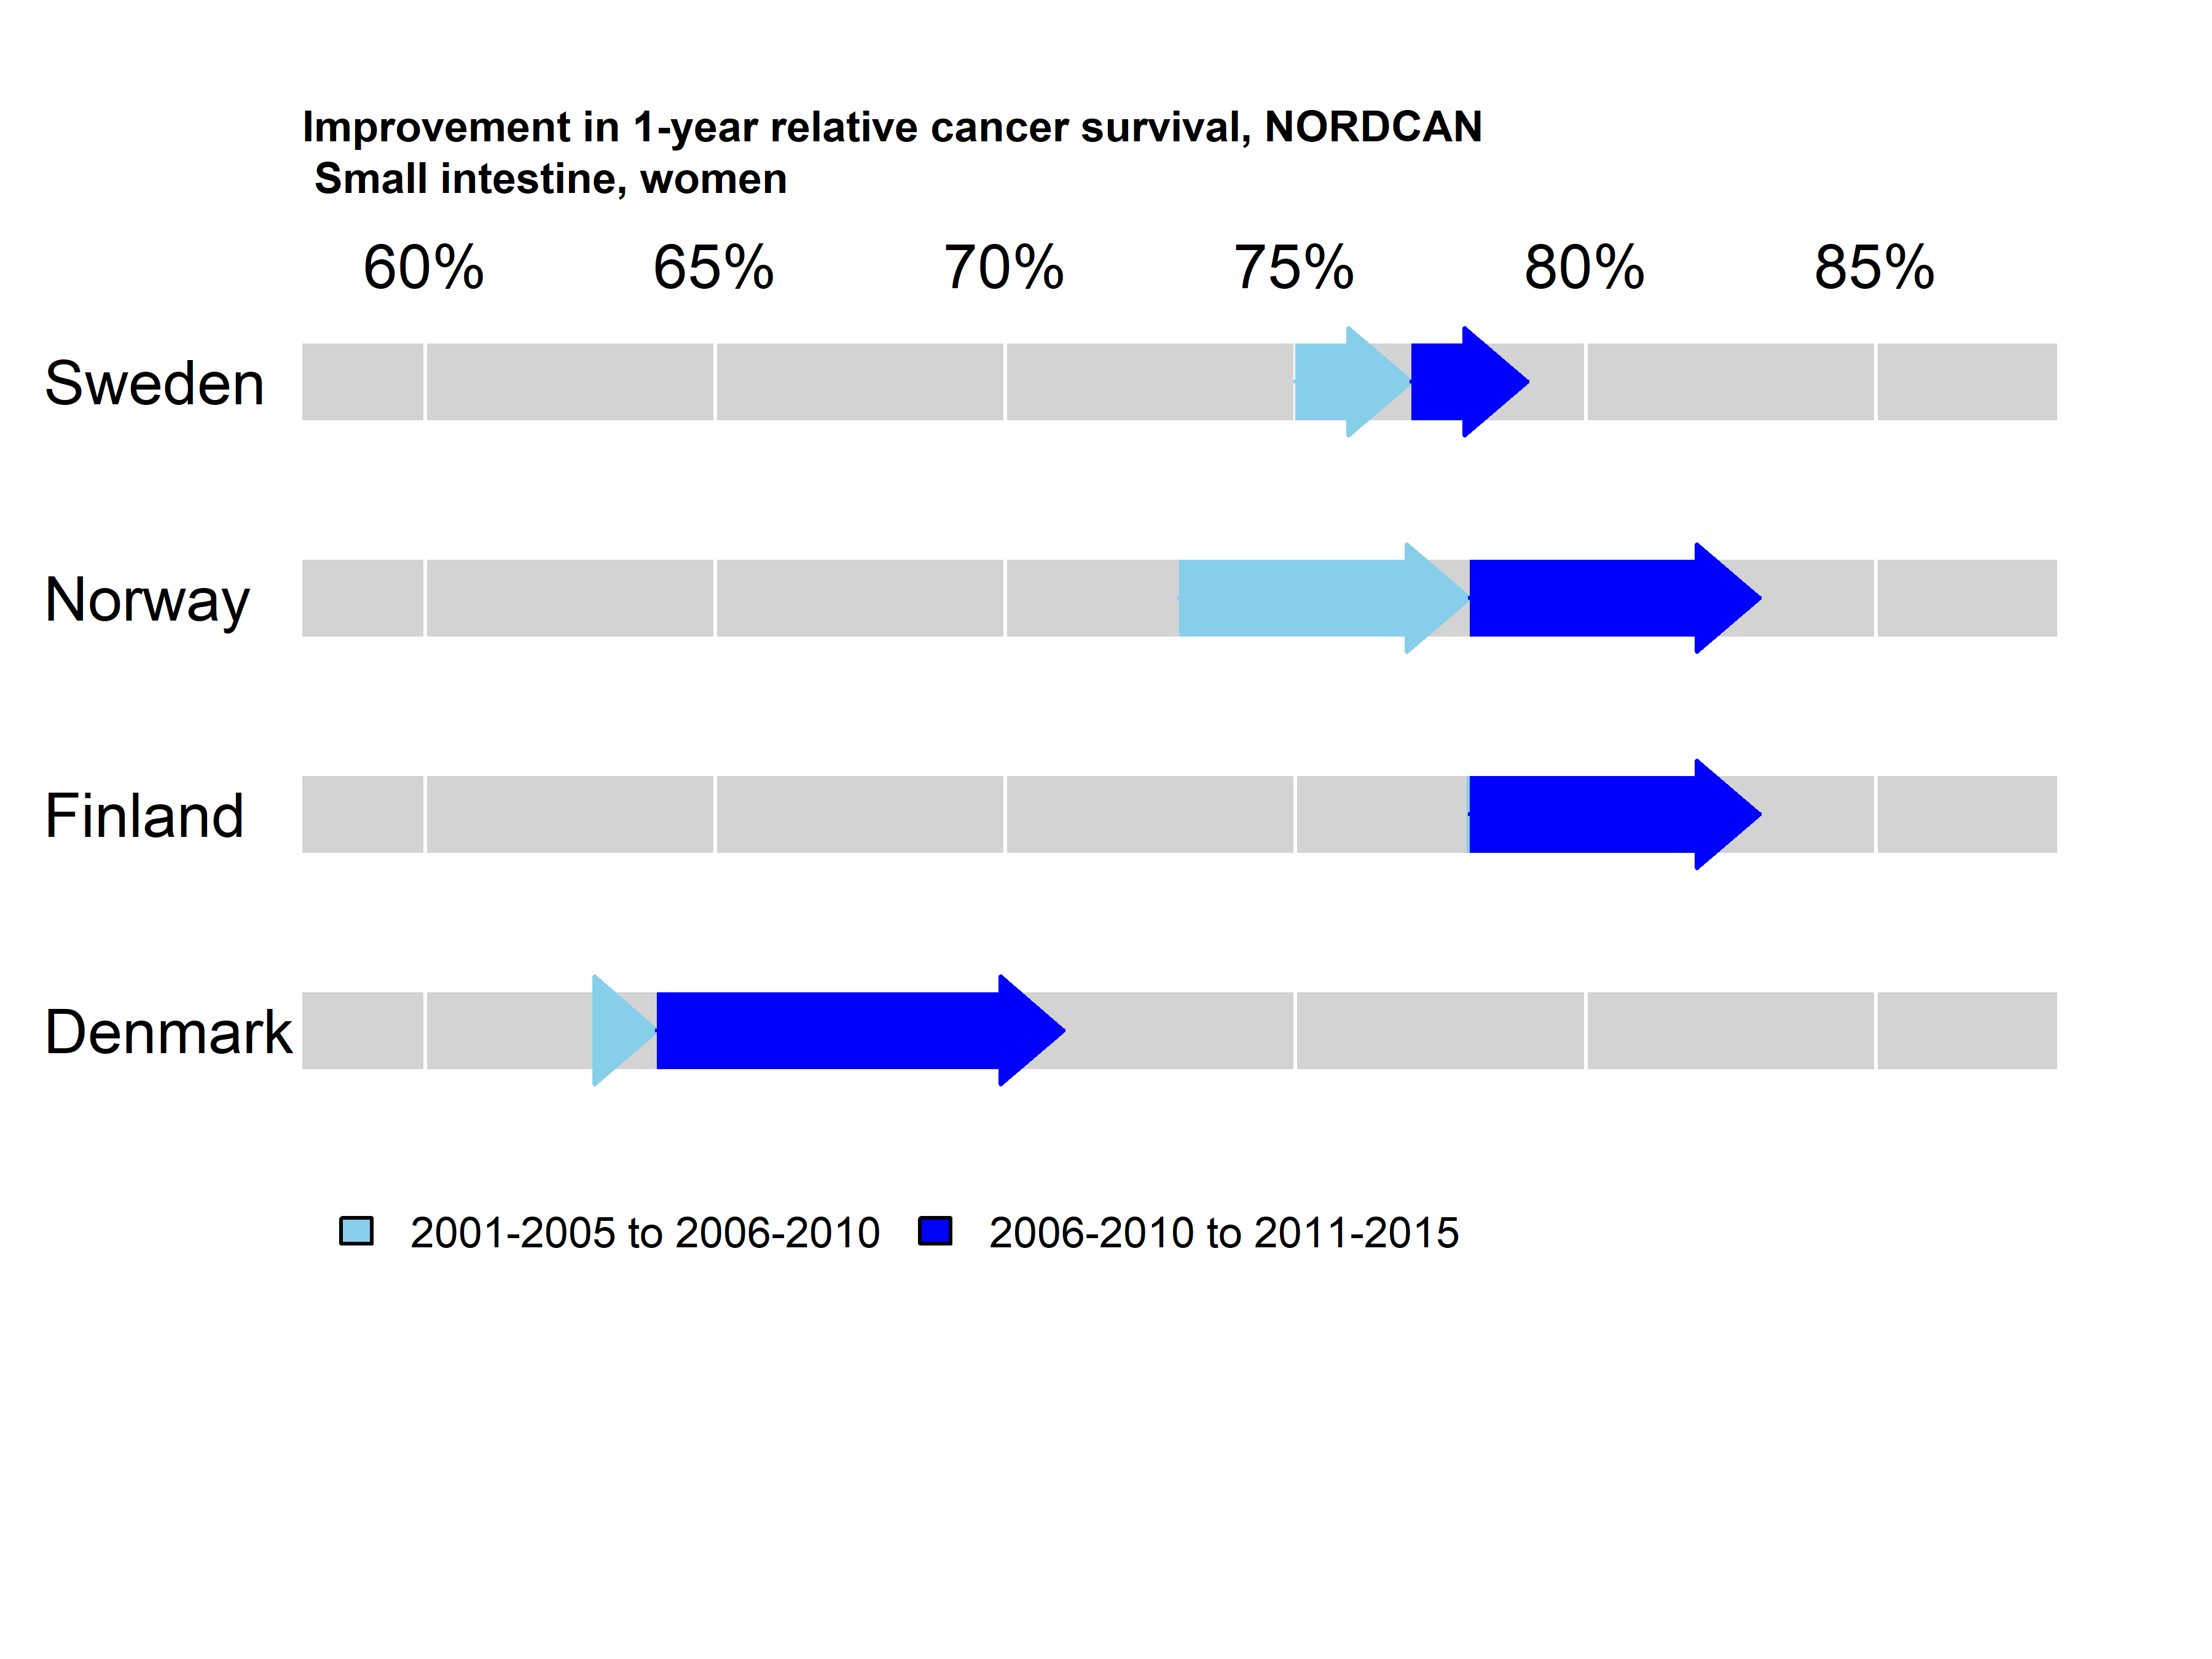 Improvement in 1-year relative cancer survival, NORDCAN
Small intestine, women
60% 65% 70% 75% 80% 85%
Sweden
Norway
Finland
Denmark
2001-2005 to 2006-2010 2006-2010 to 2011-2015